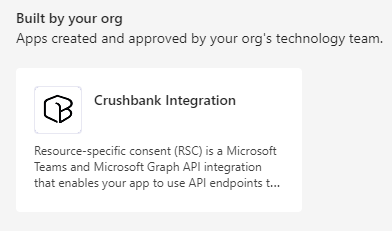 Built by your org
Apps created and approved by your org's technology team.
Crushbank Integration
Resource-specific consent (RSC) is a Microsoft
Teams and Microsoft Graph API integration
that enables your app to use API endpoints t...